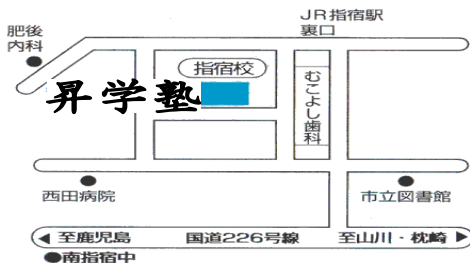 JR指宿駅
裏口
肥後
内科
指宿校
昇学塾
むこよし歯科
西田病院
市立図書館
至鹿児島
国道226号線
至山川・枕崎
南指宿中